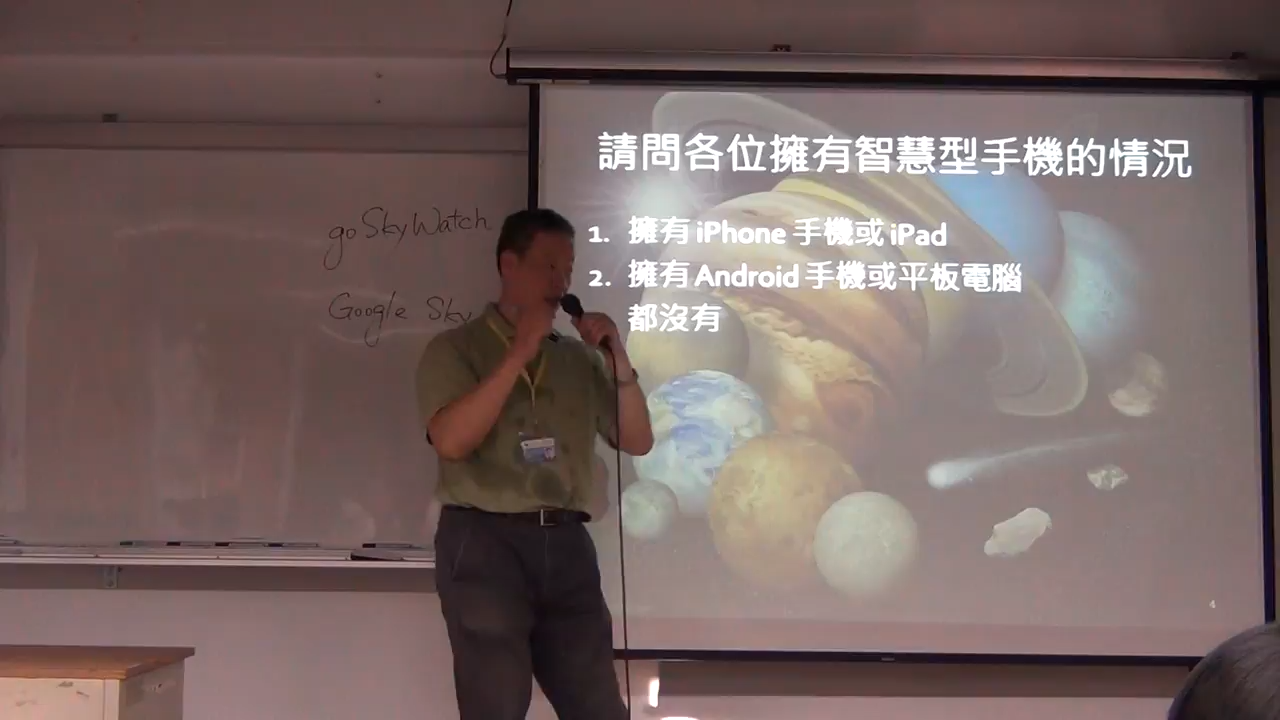 goSkyWatch
Google Sky
請問各位擁有智慧型手機的情況
1. 擁有 iPhone 手機或 iPad
2. 擁有 Android 手機或平板電腦
都沒有
4